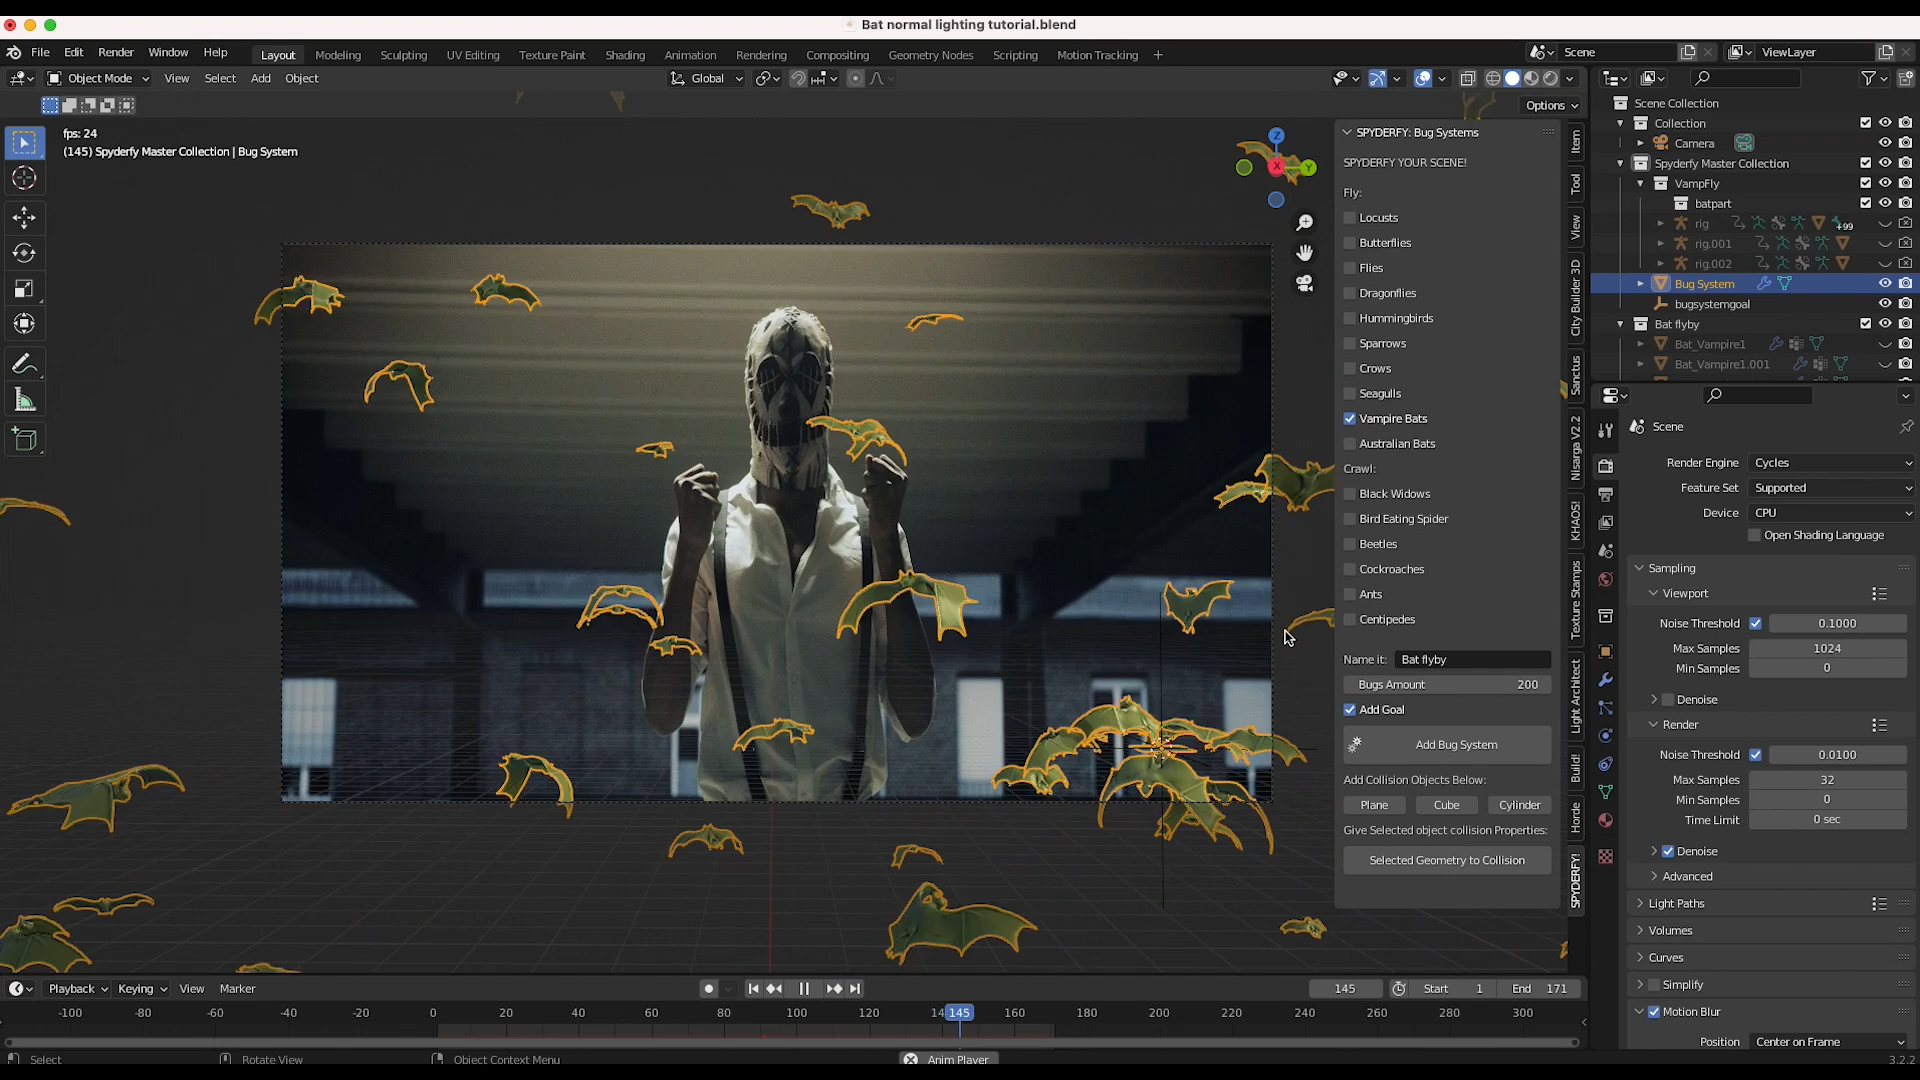 Bat normal lighting tutorial.blend
File Edit Render Window Help Layout Modeling Sculpting UV Editing Texture Paint Shading Animation Rendering Compositing Geometry Nodes Scripting Motion Tracking + Scene ViewLayer
Object Mode View Select Add Object Global
Options
fps: 24
(145) Spyderfy Master Collection | Bug System
Z
X
Y
SPYDERFY: Bug Systems
SPYDERFY YOUR SCENE!
Fly:
Locusts
Butterflies
Flies
Dragonflies
Hummingbirds
Sparrows
Crows
Seagulls
Vampire Bats
Australian Bats
Crawl:
Black Widows
Bird Eating Spider
Beetles
Cockroaches
Ants
Centipedes
Name it: Bat flyby
Bugs Amount 200
Add Goal
Add Bug System
Add Collision Objects Below:
Plane Cube Cylinder
Give Selected object collision Properties:
Selected Geometry to Collision
Item
Tool
View
City Builder 3D
Sanctus
Nisarga V2.2
KHAOS!
Texture Stamps
Light Architect
Build!
Horde
SPYDERFY!
Scene Collection
Collection
Camera
Spyderfy Master Collection
VampFly
batpart
rig +99
rig.001
rig.002
Bug System
bugsystemgoal
Bat flyby
Bat_Vampire1
Bat_Vampire1.001
Scene
Render Engine Cycles
Feature Set Supported
Device CPU
Open Shading Language
Sampling
Viewport
Noise Threshold 0.1000
Max Samples 1024
Min Samples 0
Denoise
Render
Noise Threshold 0.0100
Max Samples 32
Min Samples 0
Time Limit 0 sec
Denoise
Advanced
Light Paths
Volumes
Curves
Simplify
Motion Blur
Position Center on Frame
Playback Keying View Marker 145 Start 1 End 171
-100 -80 -60 -40 -20 0 20 40 60 80 100 120 14 145 160 180 200 220 240 260 280 300
Select Rotate View Object Context Menu Anim Player 3.2.2